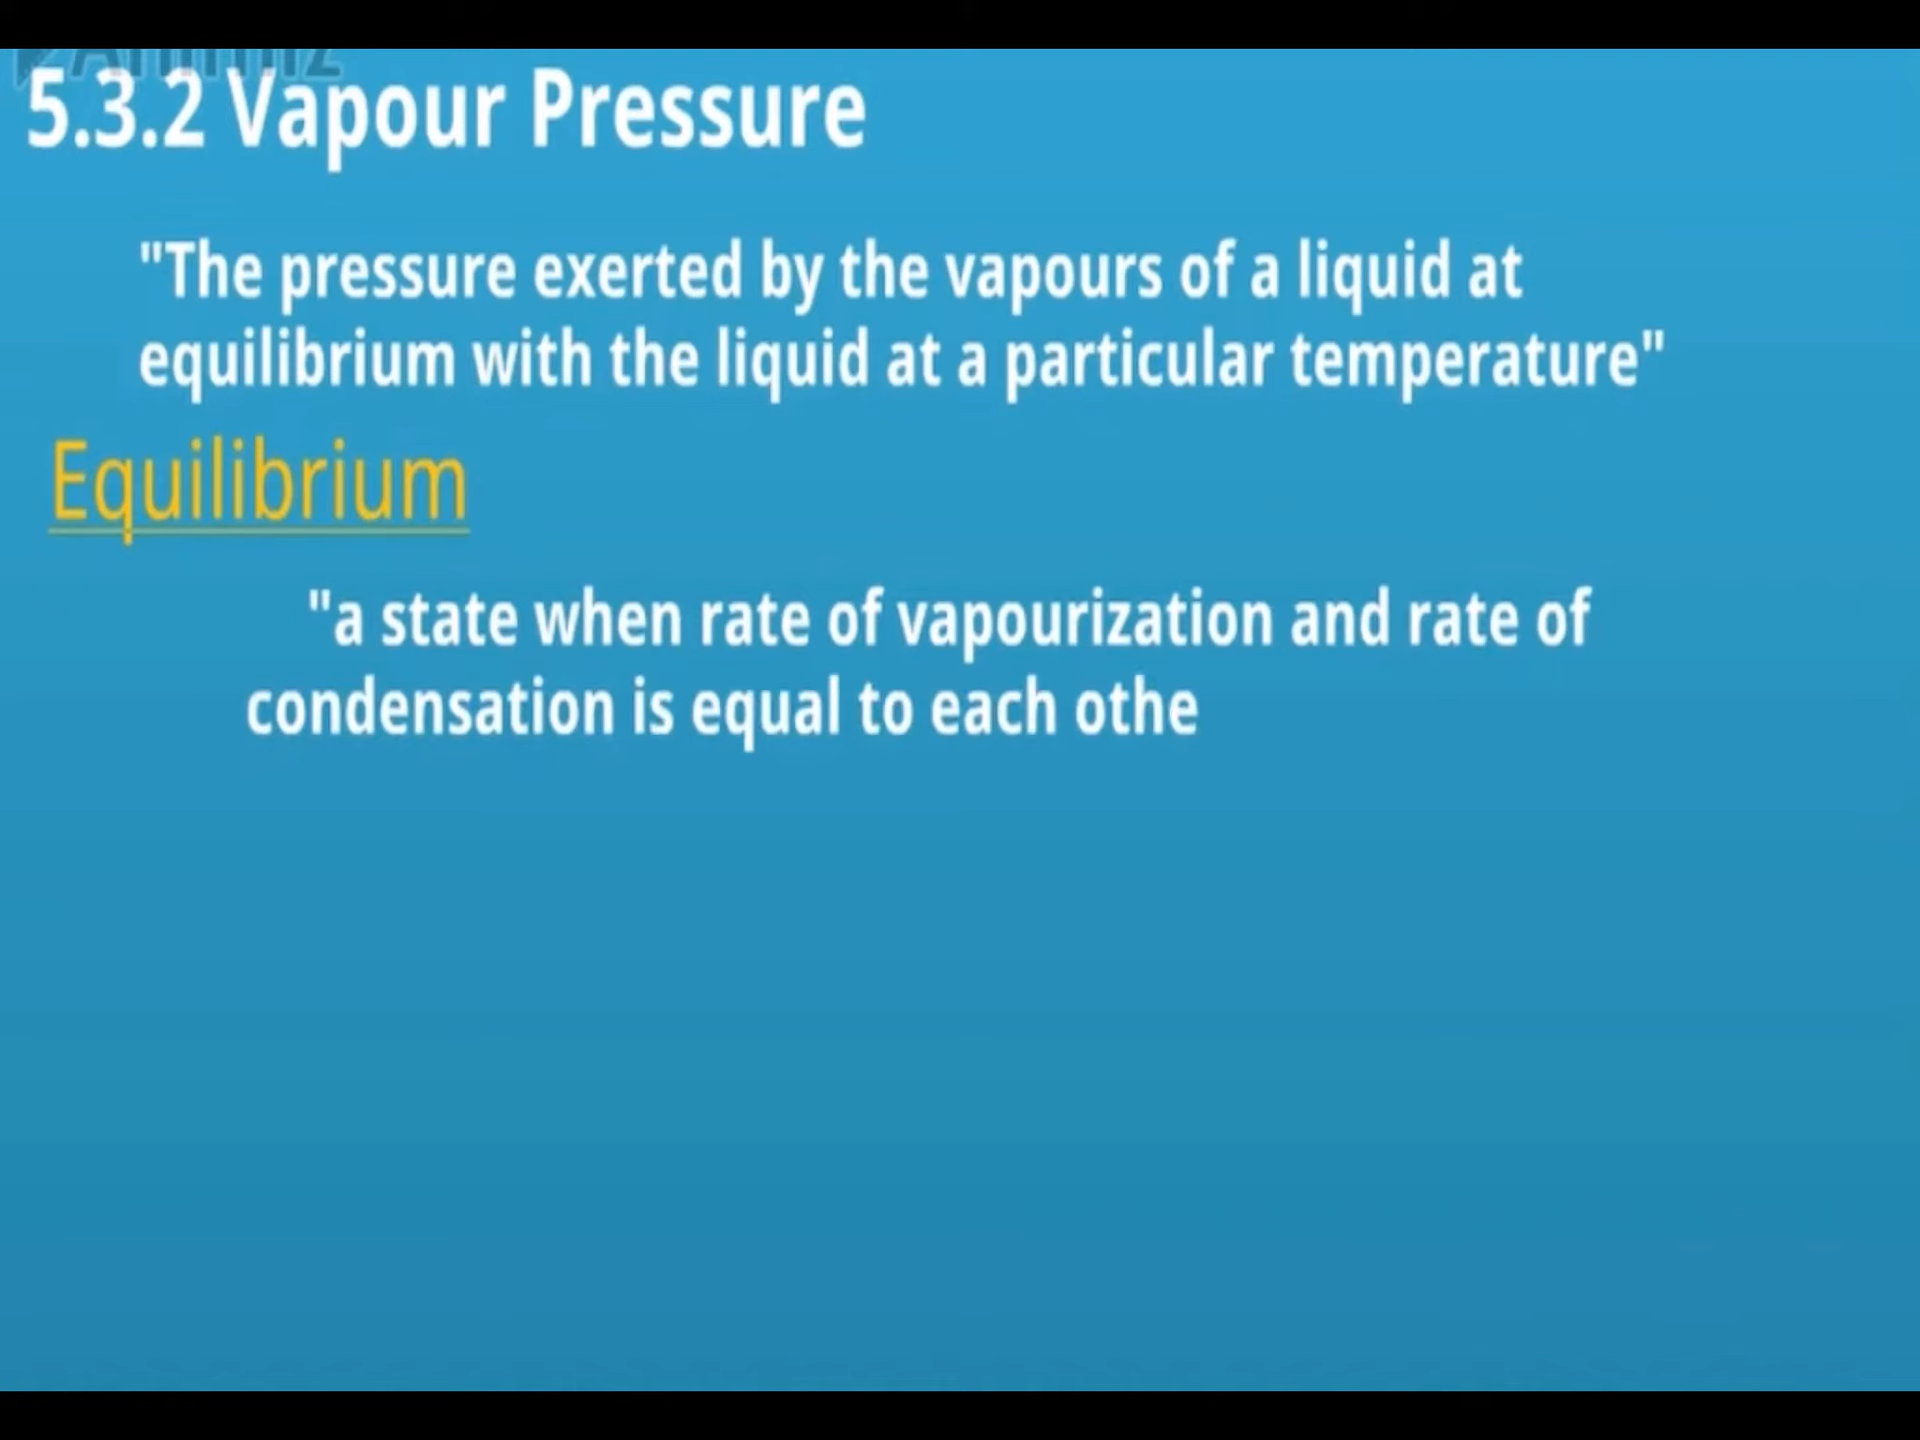 5.3.2 Vapour Pressure
"The pressure exerted by the vapours of a liquid at
equilibrium with the liquid at a particular temperature"
Equilibrium
"a state when rate of vapourization and rate of
condensation is equal to each othe